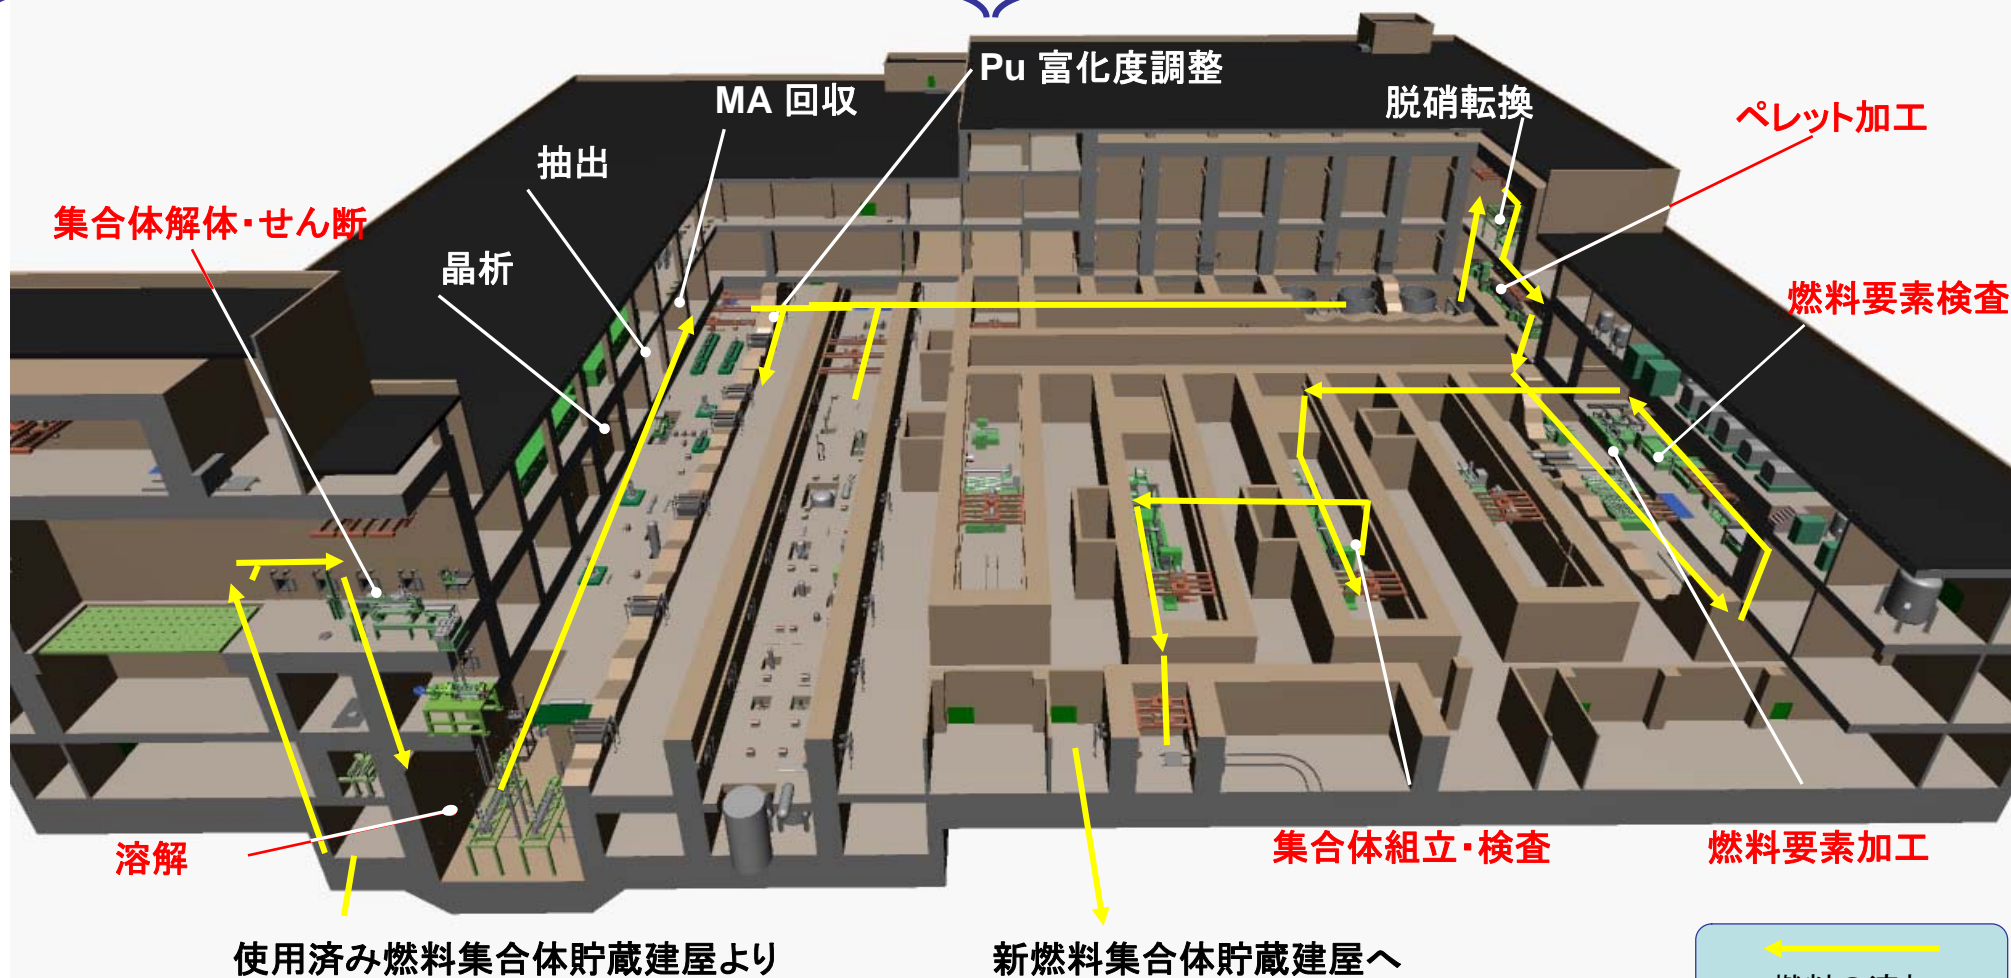 Pu 富化度調整
MA 回収
脱硝転換
ペレット加工
抽出
集合体解体・せん断
晶析
燃料要素検査
溶解
集合体組立・検査
燃料要素加工
使用済み燃料集合体貯蔵建屋より
新燃料集合体貯蔵建屋へ